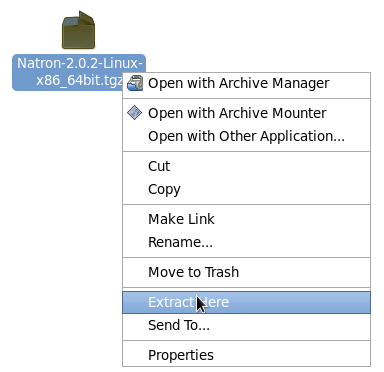 Natron-2.0.2-Linux-
x86_64bit.tgz
Open with Archive Manager
Open with Archive Mounter
Open with Other Application...
Cut
Copy
Make Link
Rename...
Move to Trash
Extract Here
Send To...
Properties